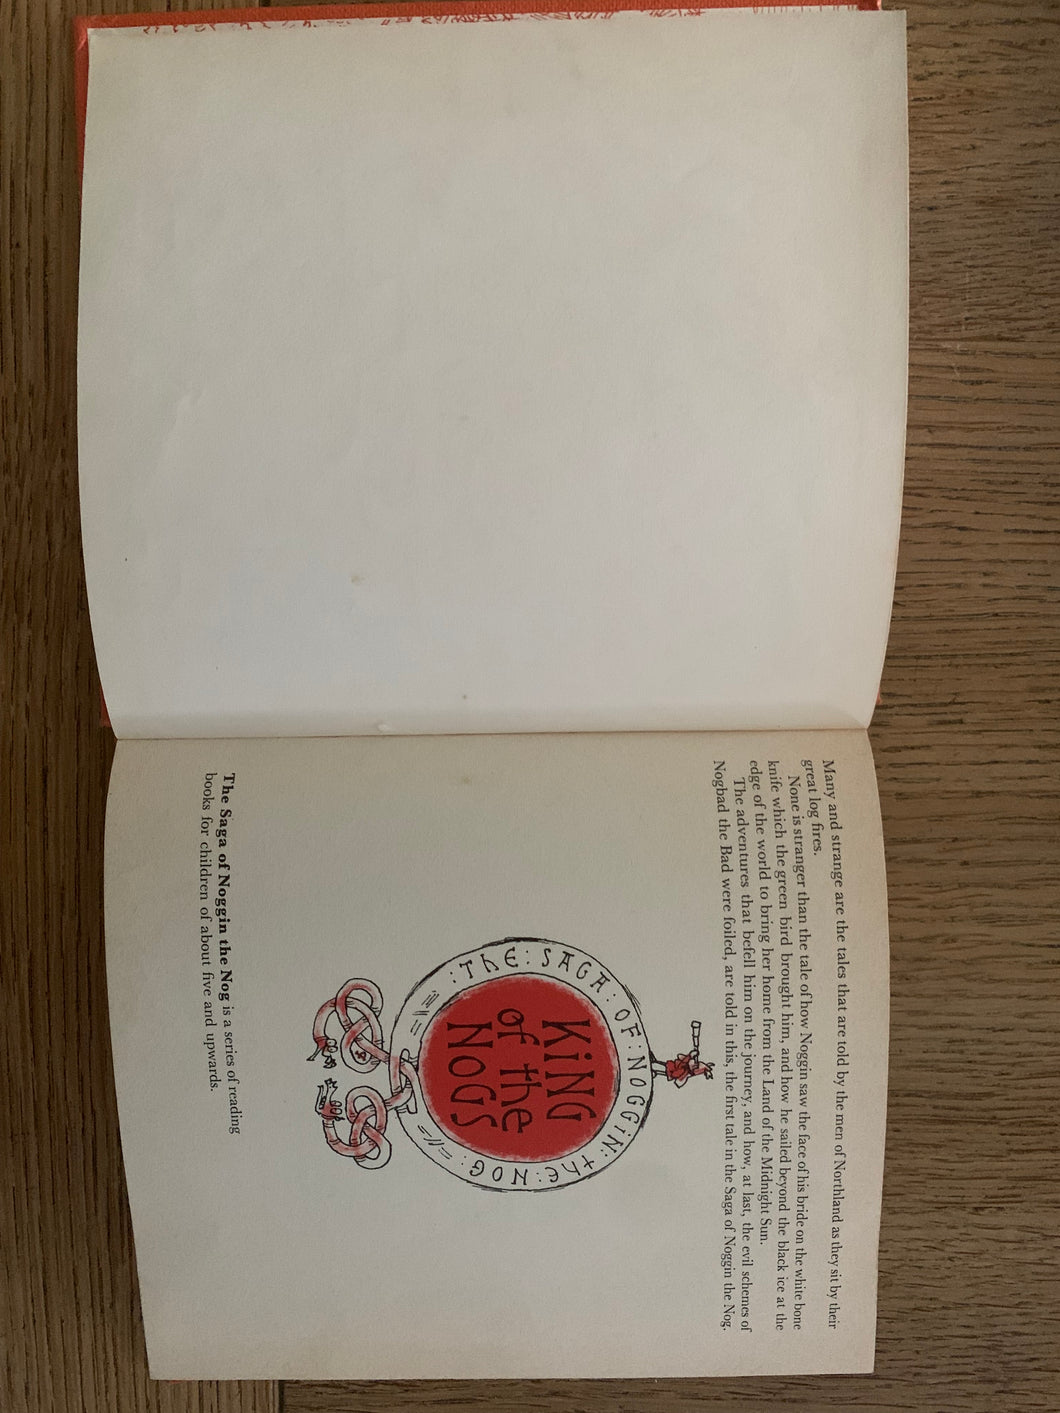 Many and strange are the tales that are told by the men of Northland as they sit by their
great log fires.
None is stranger than the tale of how Noggin saw the face of his bride on the white bone
knife which the green bird brought him, and how he sailed beyond the black ice at the
edge of the world to bring her home from the Land of the Midnight Sun.
The adventures that befell him on the journey, and how, at last, the evil schemes of
Nogbad the Bad were foiled, are told in this, the first tale in the Saga of Noggin the Nog.
:ThE:SAGA:OF:NOGGiN:the:NOG:
KiNG
of the
NOGS
The Saga of Noggin the Nog is a series of reading
books for children of about five and upwards.